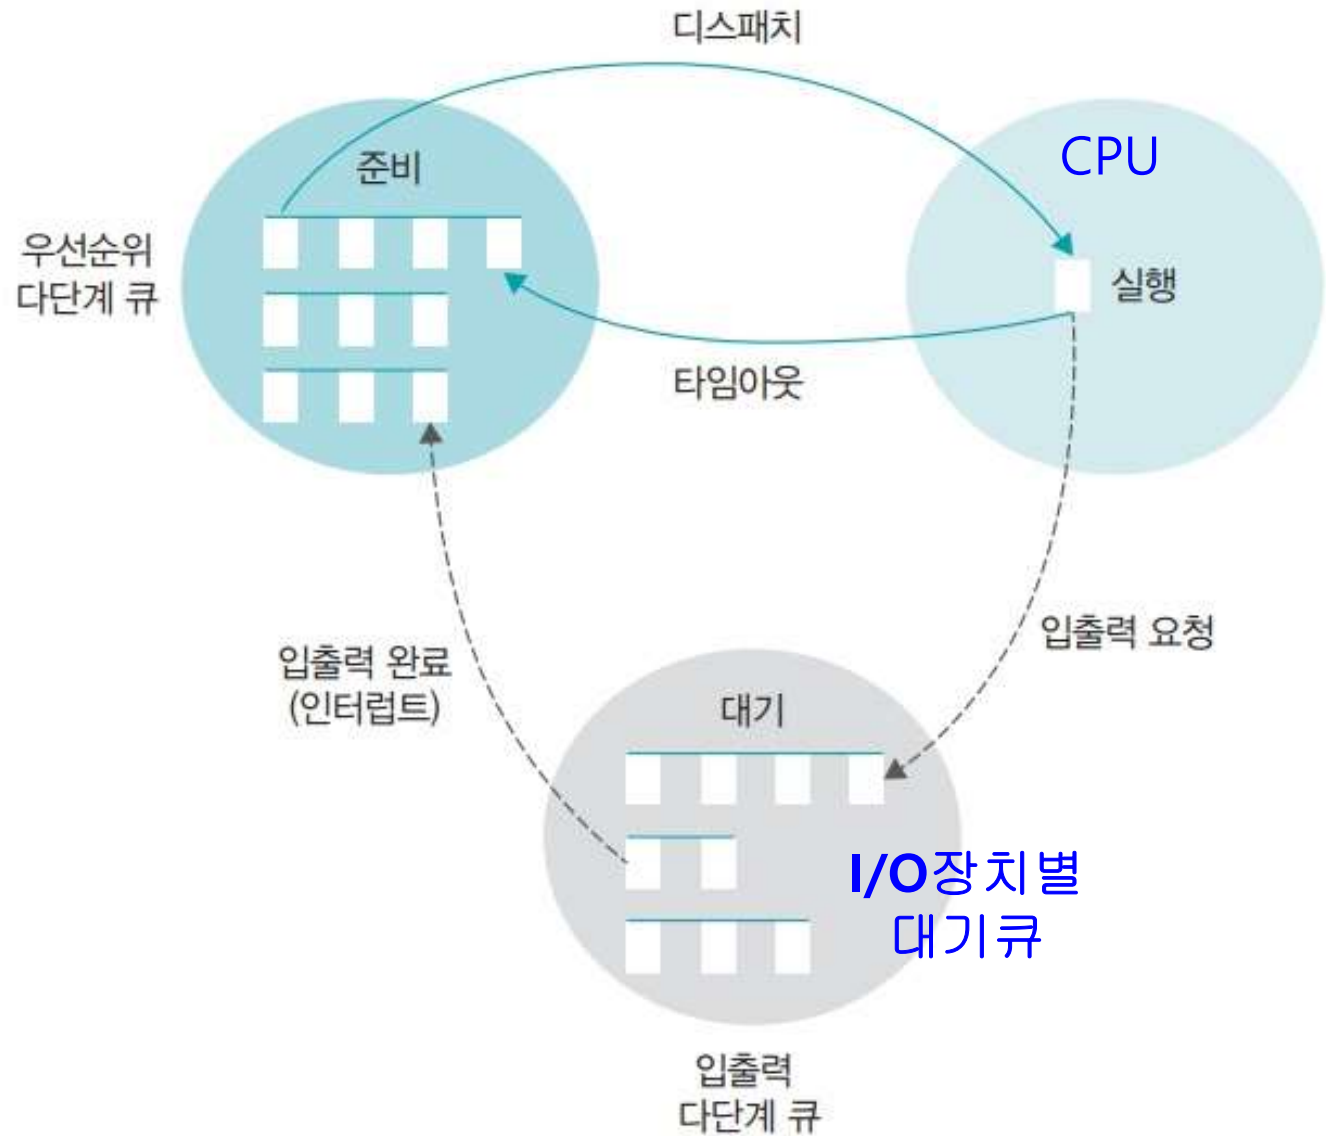 디스패치
준비
CPU
우선순위
다단계 큐
실행
타임아웃
입출력 완료
(인터럽트)
입출력 요청
대기
I/O장치별
대기큐
입출력
다단계 큐